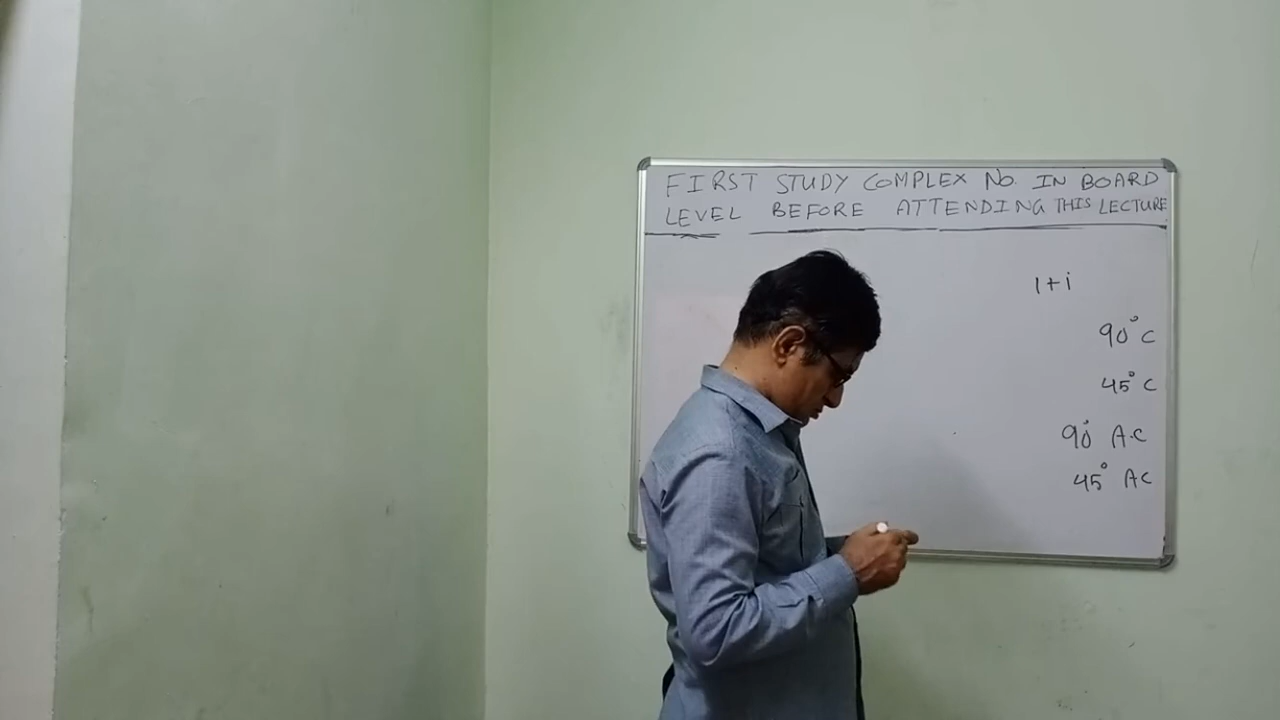 FIRST STUDY COMPLEX No. IN BOARD
LEVEL BEFORE ATTENDING THIS LECTURE
1+i
90° C
45° C
90° A.C
45° AC